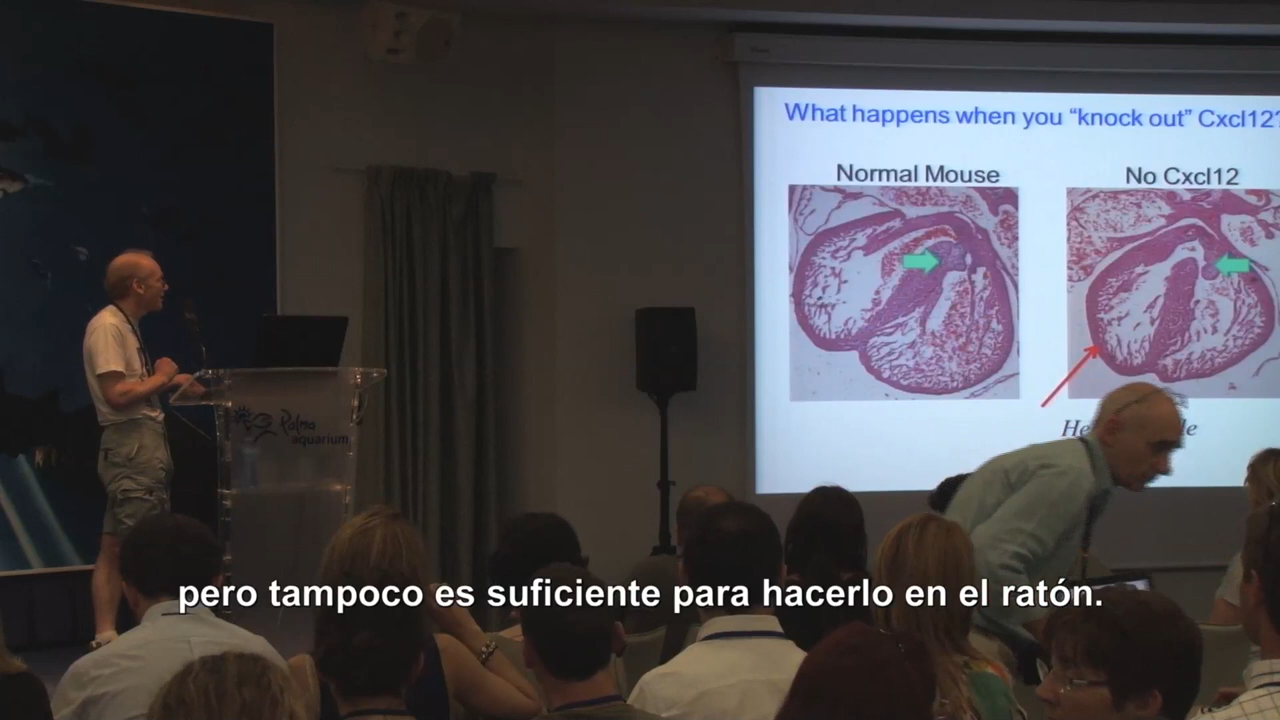 What happens when you “knock out” Cxcl12?
Normal Mouse
No Cxcl12
Palma
aquarium
pero tampoco es suficiente para hacerlo en el ratón.